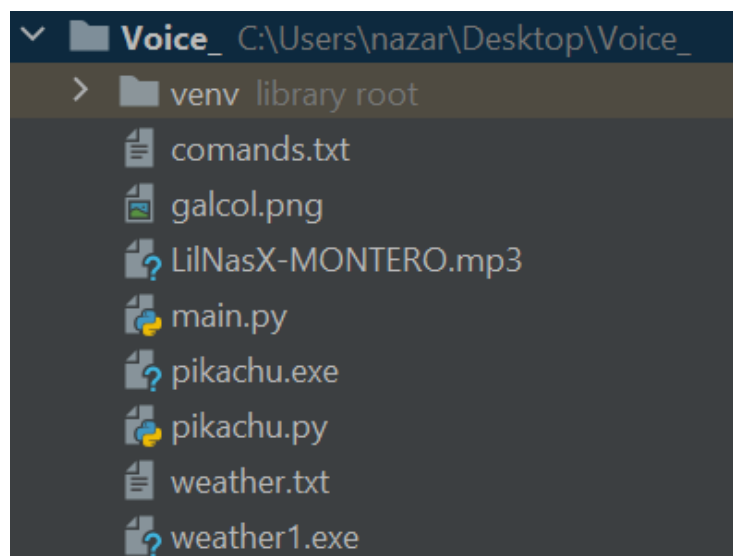 Voice_ C:\Users\nazar\Desktop\Voice_
venv library root
comands.txt
galcol.png
LilNasX-MONTERO.mp3
main.py
pikachu.exe
pikachu.py
weather.txt
weather1.exe